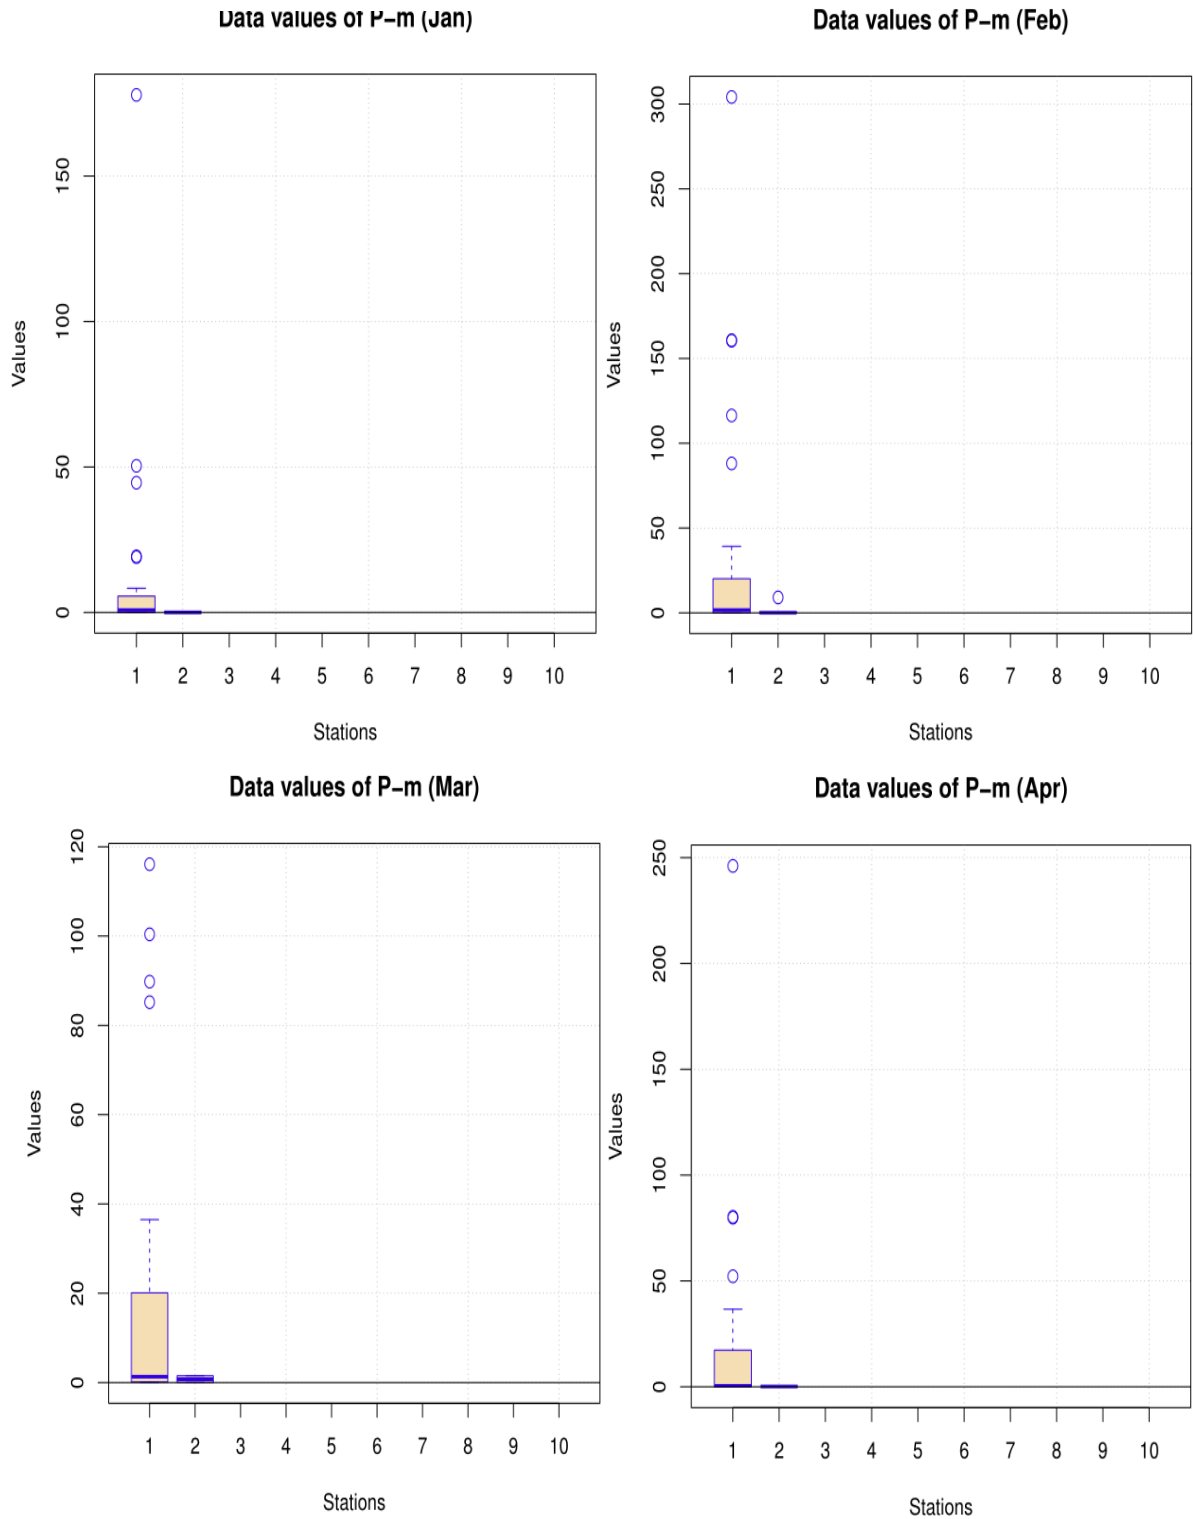 Data values of P–m (Jan)
Values
0 50 100 150
1 2 3 4 5 6 7 8 9 10
Stations
Data values of P–m (Feb)
Values
0 50 100 150 200 250 300
1 2 3 4 5 6 7 8 9 10
Stations
Data values of P–m (Mar)
Values
0 20 40 60 80 100 120
1 2 3 4 5 6 7 8 9 10
Stations
Data values of P–m (Apr)
Values
0 50 100 150 200 250
1 2 3 4 5 6 7 8 9 10
Stations